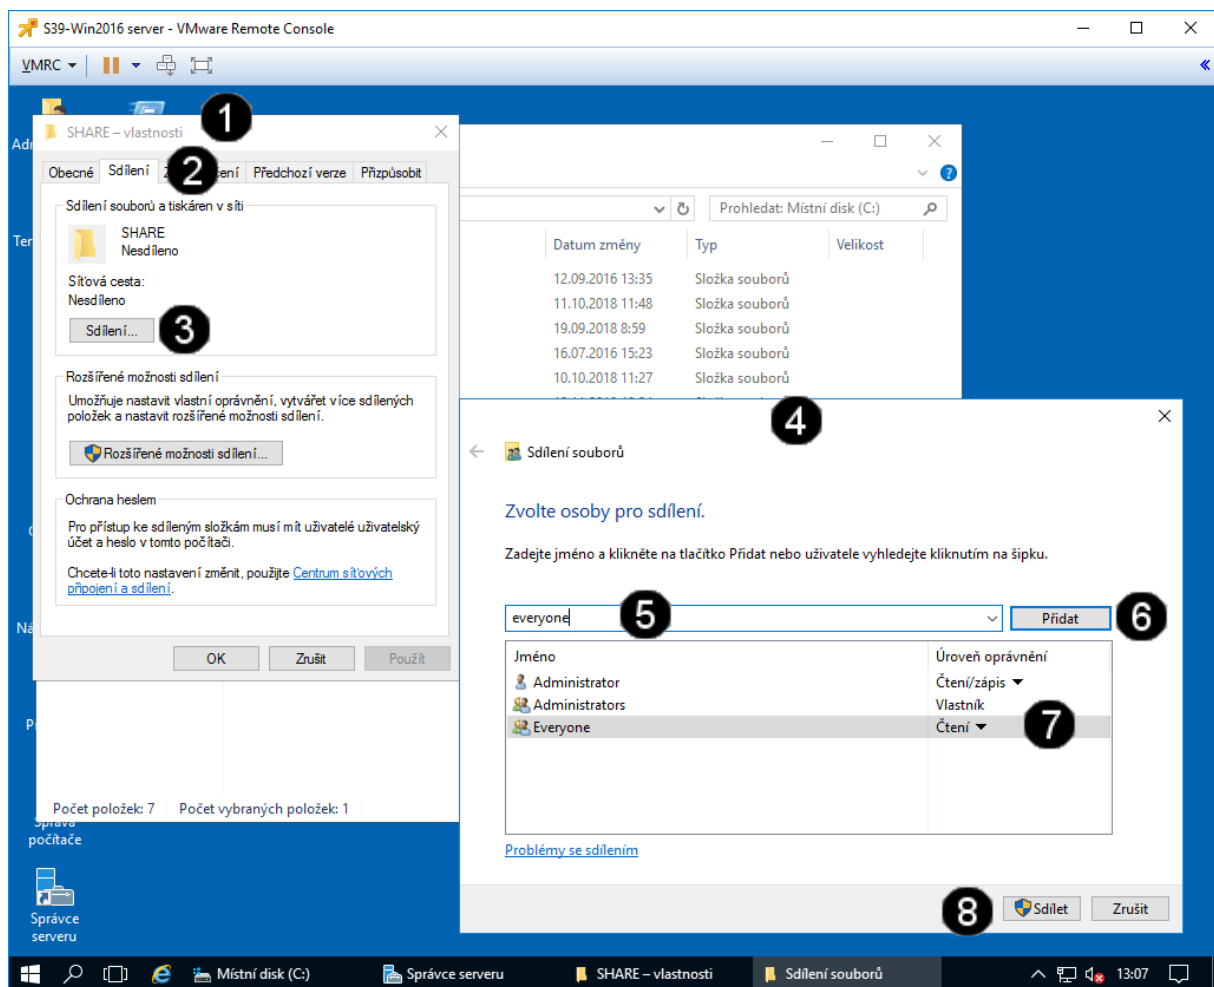 S39-Win2016 server - VMware Remote Console
VMRC
1
SHARE – vlastnosti
2
Obecné Sdílení Předchozí verze Přizpůsobit
Sdílení souborů a tiskáren v síti
SHARE
Nesdíleno
Síťová cesta:
Nesdíleno
Sdílení...
3
Rozšířené možnosti sdílení
Umožňuje nastavit vlastní oprávnění, vytvářet více sdílených
položek a nastavit rozšířené možnosti sdílení.
Rozšířené možnosti sdílení...
Ochrana heslem
Pro přístup ke sdíleným složkám musí mít uživatelé uživatelský
účet a heslo v tomto počítači.
Chcete-li toto nastavení změnit, použijte Centrum síťových
připojení a sdílení.
OK Zrušit Použít
Prohledat: Místní disk (C:)
Datum změny Typ Velikost
12.09.2016 13:35 Složka souborů
11.10.2018 11:48 Složka souborů
19.09.2018 8:59 Složka souborů
16.07.2016 15:23 Složka souborů
10.10.2018 11:27 Složka souborů
4
Sdílení souborů
Zvolte osoby pro sdílení.
Zadejte jméno a klikněte na tlačítko Přidat nebo uživatele vyhledejte kliknutím na šipku.
everyone 5 Přidat 6
Jméno Úroveň oprávnění
Administrator Čtení/zápis
Administrators Vlastník
Everyone Čtení 7
Problémy se sdílením
8 Sdílet Zrušit
Počet položek: 7 Počet vybraných položek: 1
Správa
počítače
Správce
serveru
Místní disk (C:) Správce serveru SHARE – vlastnosti Sdílení souborů 13:07